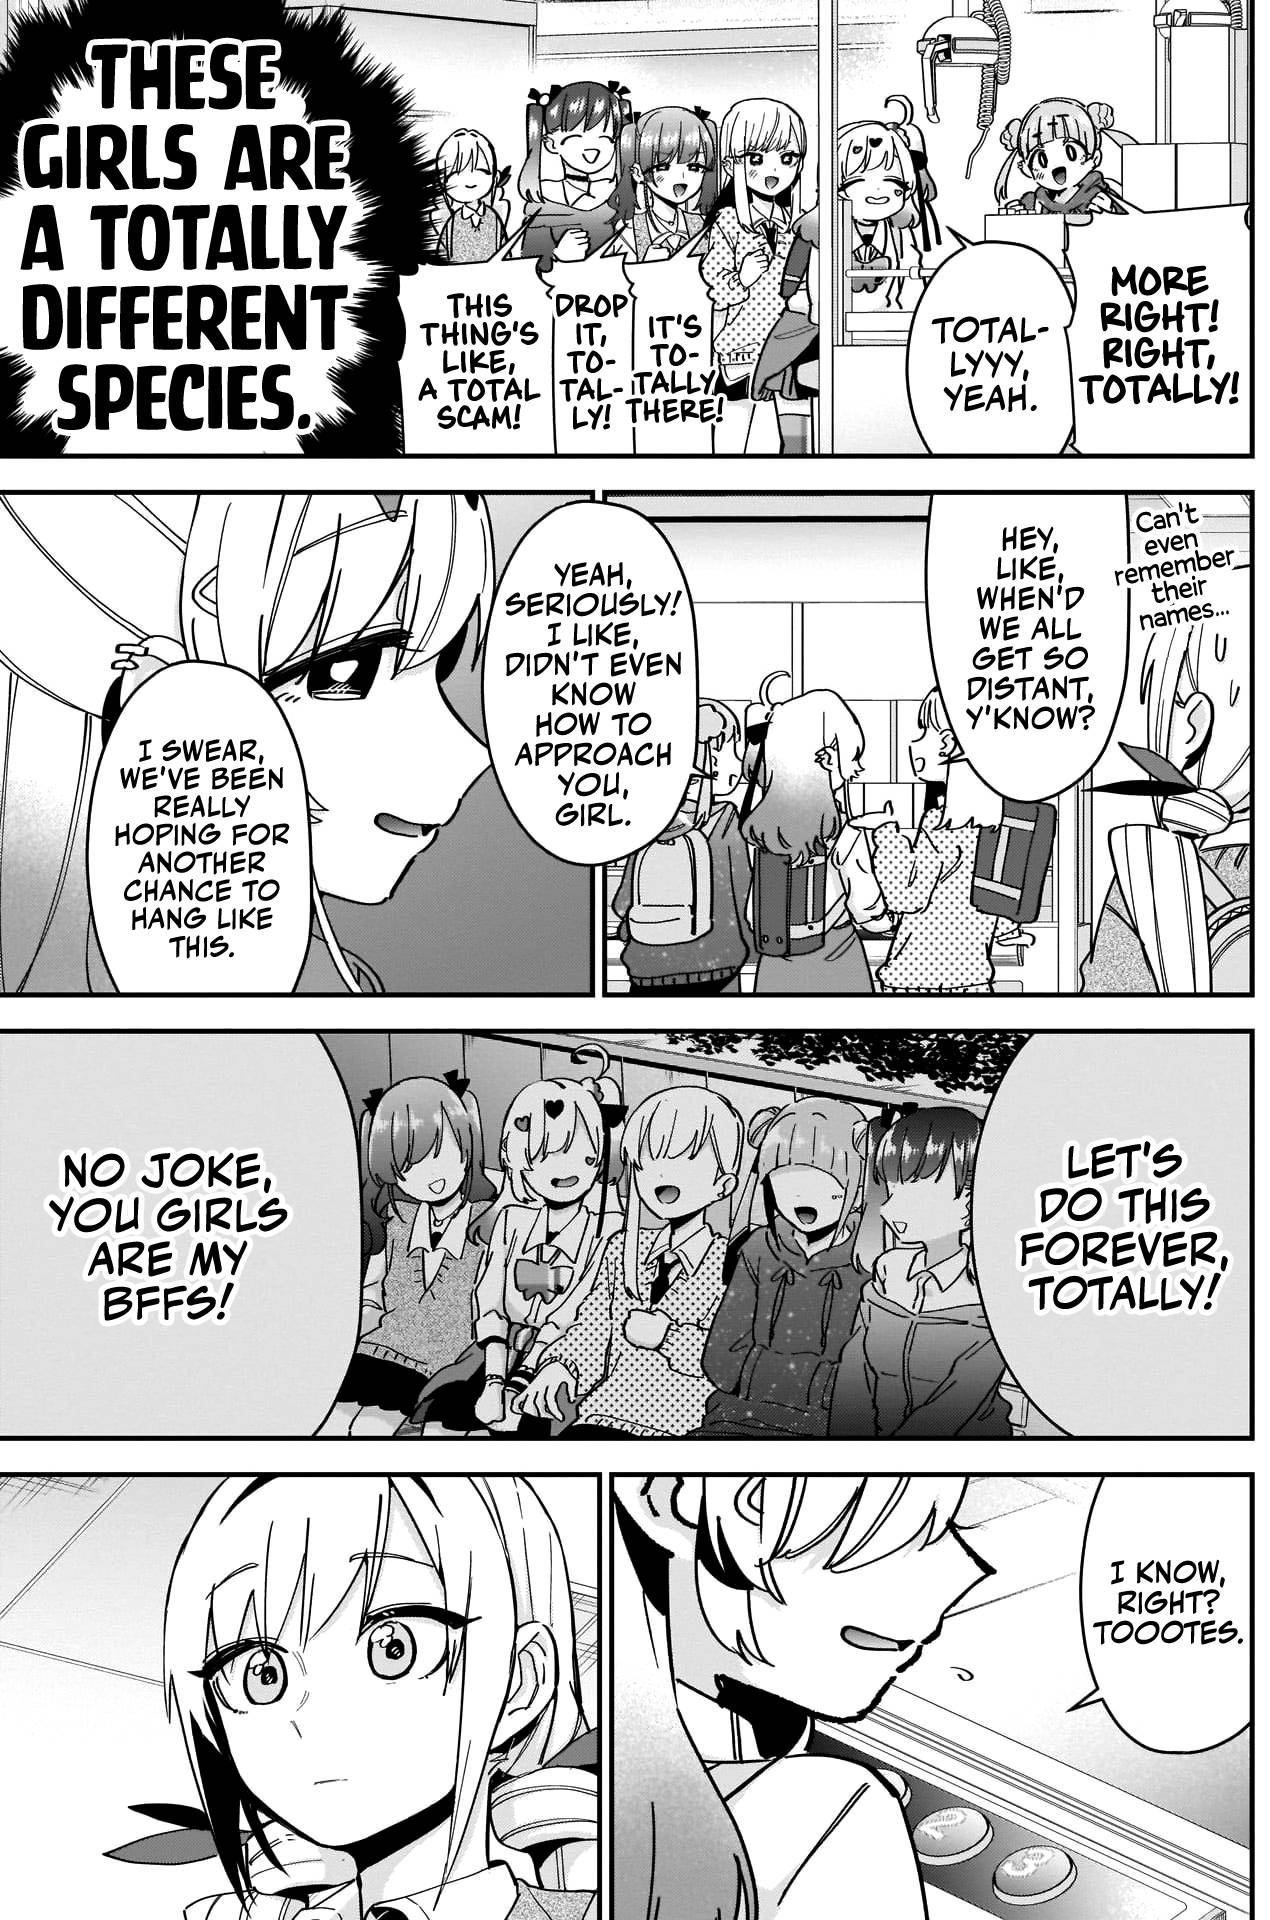 MORE
RIGHT!
RIGHT,
TOTALLY!
TOTAL-
LYYY,
YEAH.
IT'S
TO-
TALLY
THERE!
DROP
IT,
TO-
TAL-
LY!
THIS
THING'S
LIKE,
A TOTAL
SCAM!
THESE
GIRLS ARE
A TOTALLY
DIFFERENT
SPECIES.
Can't
even
remember
their
names...
HEY,
LIKE,
WHEN'D
WE ALL
GET SO
DISTANT,
Y'KNOW?
YEAH,
SERIOUSLY!
I LIKE,
DIDN'T EVEN
KNOW
HOW TO
APPROACH
YOU,
GIRL.
I SWEAR,
WE'VE BEEN
REALLY
HOPING FOR
ANOTHER
CHANCE TO
HANG LIKE
THIS.
LET'S
DO THIS
FOREVER,
TOTALLY!
NO JOKE,
YOU GIRLS
ARE MY
BFFS!
I KNOW,
RIGHT?
TOOOTES.
2